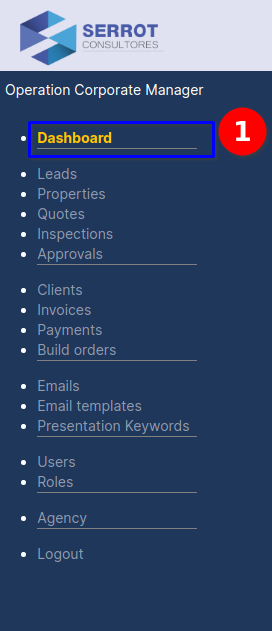 SERROT
CONSULTORES
Operation Corporate Manager
Dashboard
1
Leads
Properties
Quotes
Inspections
Approvals
Clients
Invoices
Payments
Build orders
Emails
Email templates
Presentation Keywords
Users
Roles
Agency
Logout